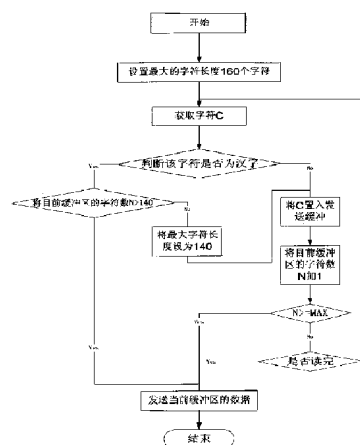 开始
设置最大的字符长度160个字符
获取字符C
判断该字符是否为汉字
Yes
No
将目前缓冲区的字符数N>140
No
将C置入发
送缓冲
将最大字符长
度设为140
将目前缓冲
区的字符数
N加1
N>=MAX
Yes
No
Yes
Yes
是否读完
发送当前缓冲区的数据
结束